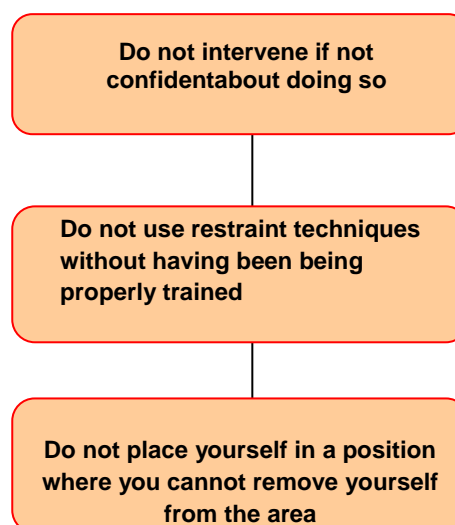 Do not intervene if not
confidentabout doing so
Do not use restraint techniques
without having been being
properly trained
Do not place yourself in a position
where you cannot remove yourself
from the area